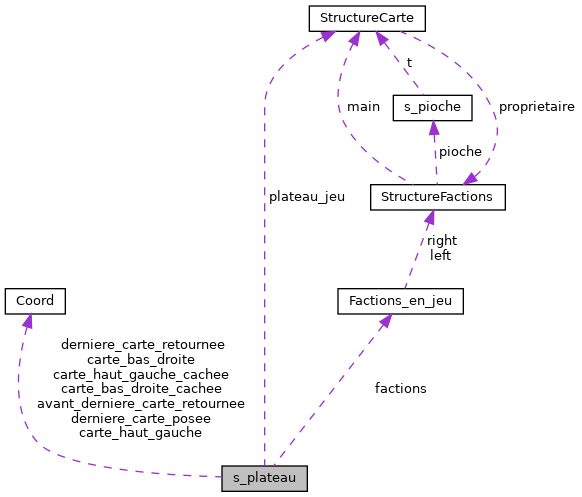 StructureCarte
t
main
s_pioche
proprietaire
pioche
plateau_jeu
StructureFactions
right
left
Coord
Factions_en_jeu
derniere_carte_retournee
carte_bas_droite
carte_haut_gauche_cachee
carte_bas_droite_cachee
avant_derniere_carte_retournee
derniere_carte_posee
carte_haut_gauche
factions
s_plateau